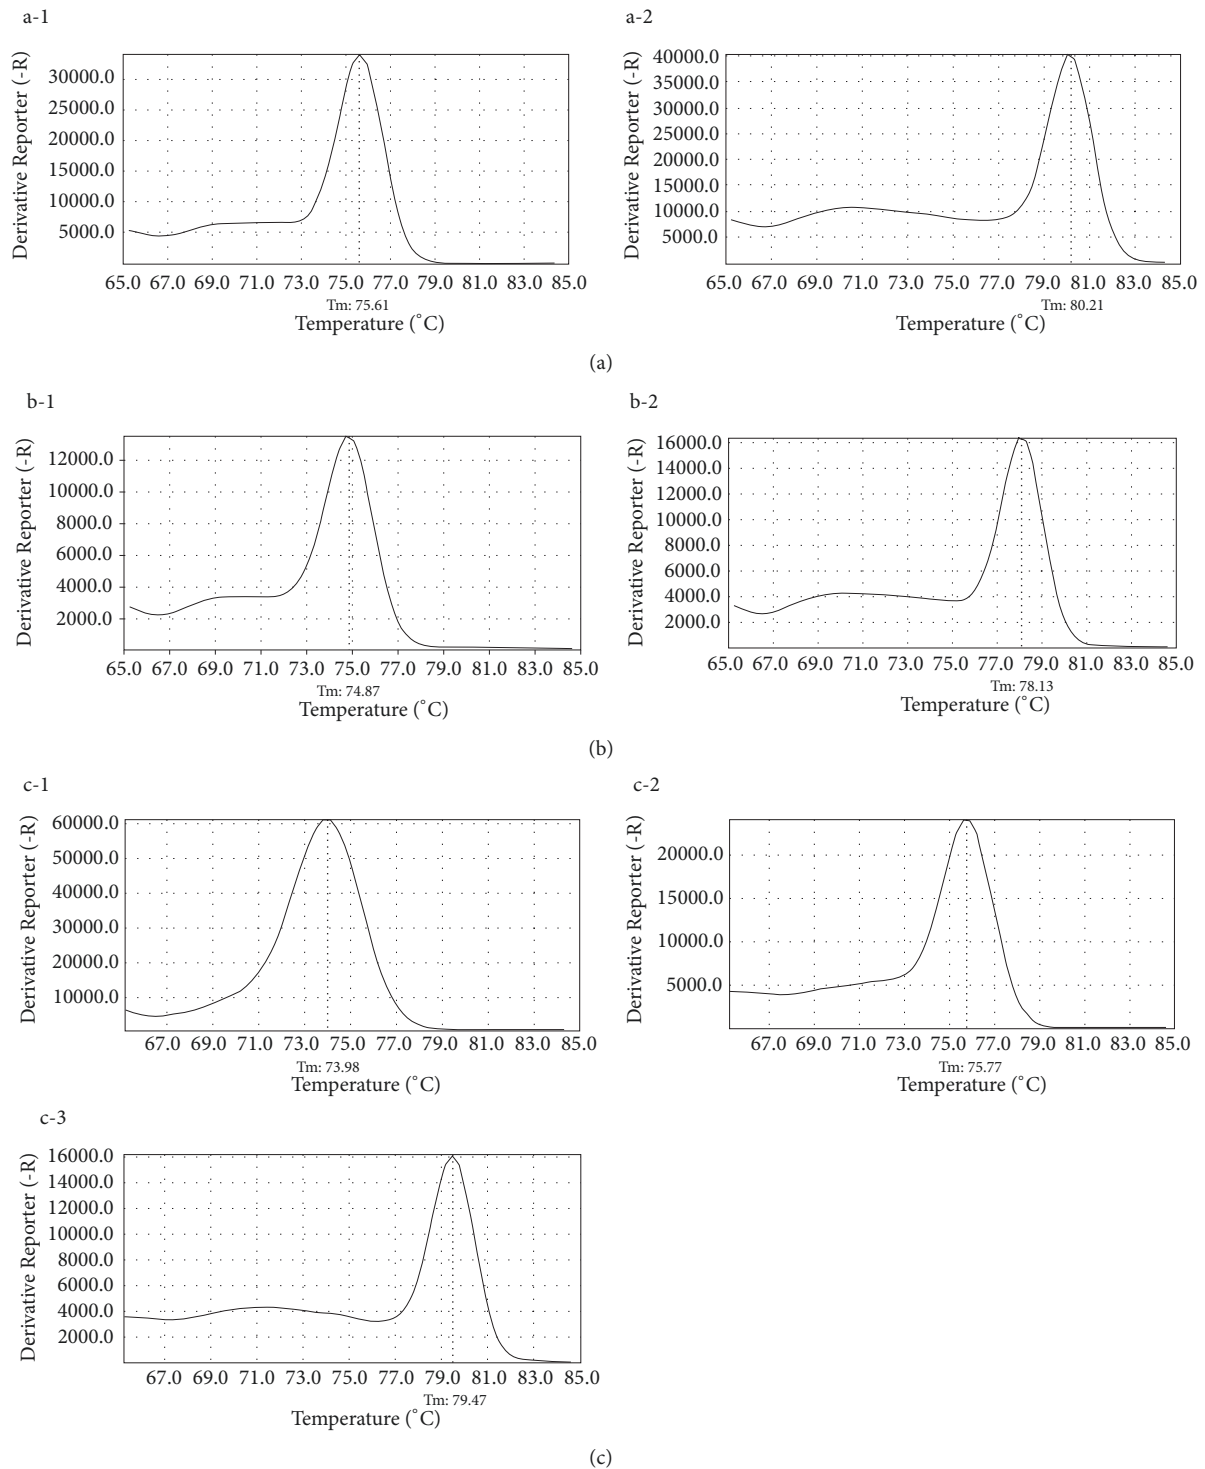 a-1
Derivative Reporter (-R)
30000.0
25000.0
20000.0
15000.0
10000.0
5000.0
65.0 67.0 69.0 71.0 73.0 75.0 77.0 79.0 81.0 83.0 85.0
Tm: 75.61
Temperature (˚C)
a-2
Derivative Reporter (-R)
40000.0
35000.0
30000.0
25000.0
20000.0
15000.0
10000.0
5000.0
65.0 67.0 69.0 71.0 73.0 75.0 77.0 79.0 81.0 83.0 85.0
Tm: 80.21
Temperature (˚C)
(a)
b-1
Derivative Reporter (-R)
12000.0
10000.0
8000.0
6000.0
4000.0
2000.0
65.0 67.0 69.0 71.0 73.0 75.0 77.0 79.0 81.0 83.0 85.0
Tm: 74.87
Temperature (˚C)
b-2
Derivative Reporter (-R)
16000.0
14000.0
12000.0
10000.0
8000.0
6000.0
4000.0
2000.0
65.0 67.0 69.0 71.0 73.0 75.0 77.0 79.0 81.0 83.0 85.0
Tm: 78.13
Temperature (˚C)
(b)
c-1
Derivative Reporter (-R)
60000.0
50000.0
40000.0
30000.0
20000.0
10000.0
67.0 69.0 71.0 73.0 75.0 77.0 79.0 81.0 83.0 85.0
Tm: 73.98
Temperature (˚C)
c-2
Derivative Reporter (-R)
20000.0
15000.0
10000.0
5000.0
67.0 69.0 71.0 73.0 75.0 77.0 79.0 81.0 83.0 85.0
Tm: 75.77
Temperature (˚C)
c-3
Derivative Reporter (-R)
16000.0
14000.0
12000.0
10000.0
8000.0
6000.0
4000.0
2000.0
67.0 69.0 71.0 73.0 75.0 77.0 79.0 81.0 83.0 85.0
Tm: 79.47
Temperature (˚C)
(c)